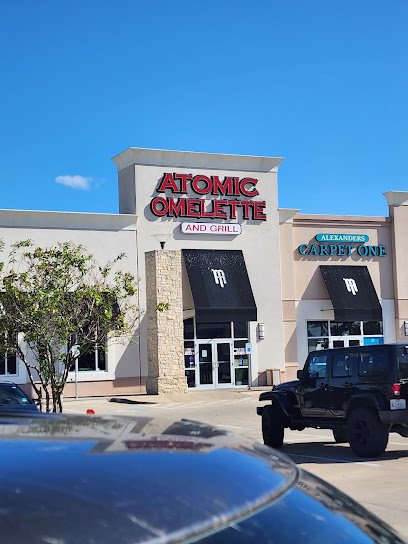 ATOMIC
OMELETTE
AND GRILL
ALEXANDERS
CARPET ONE